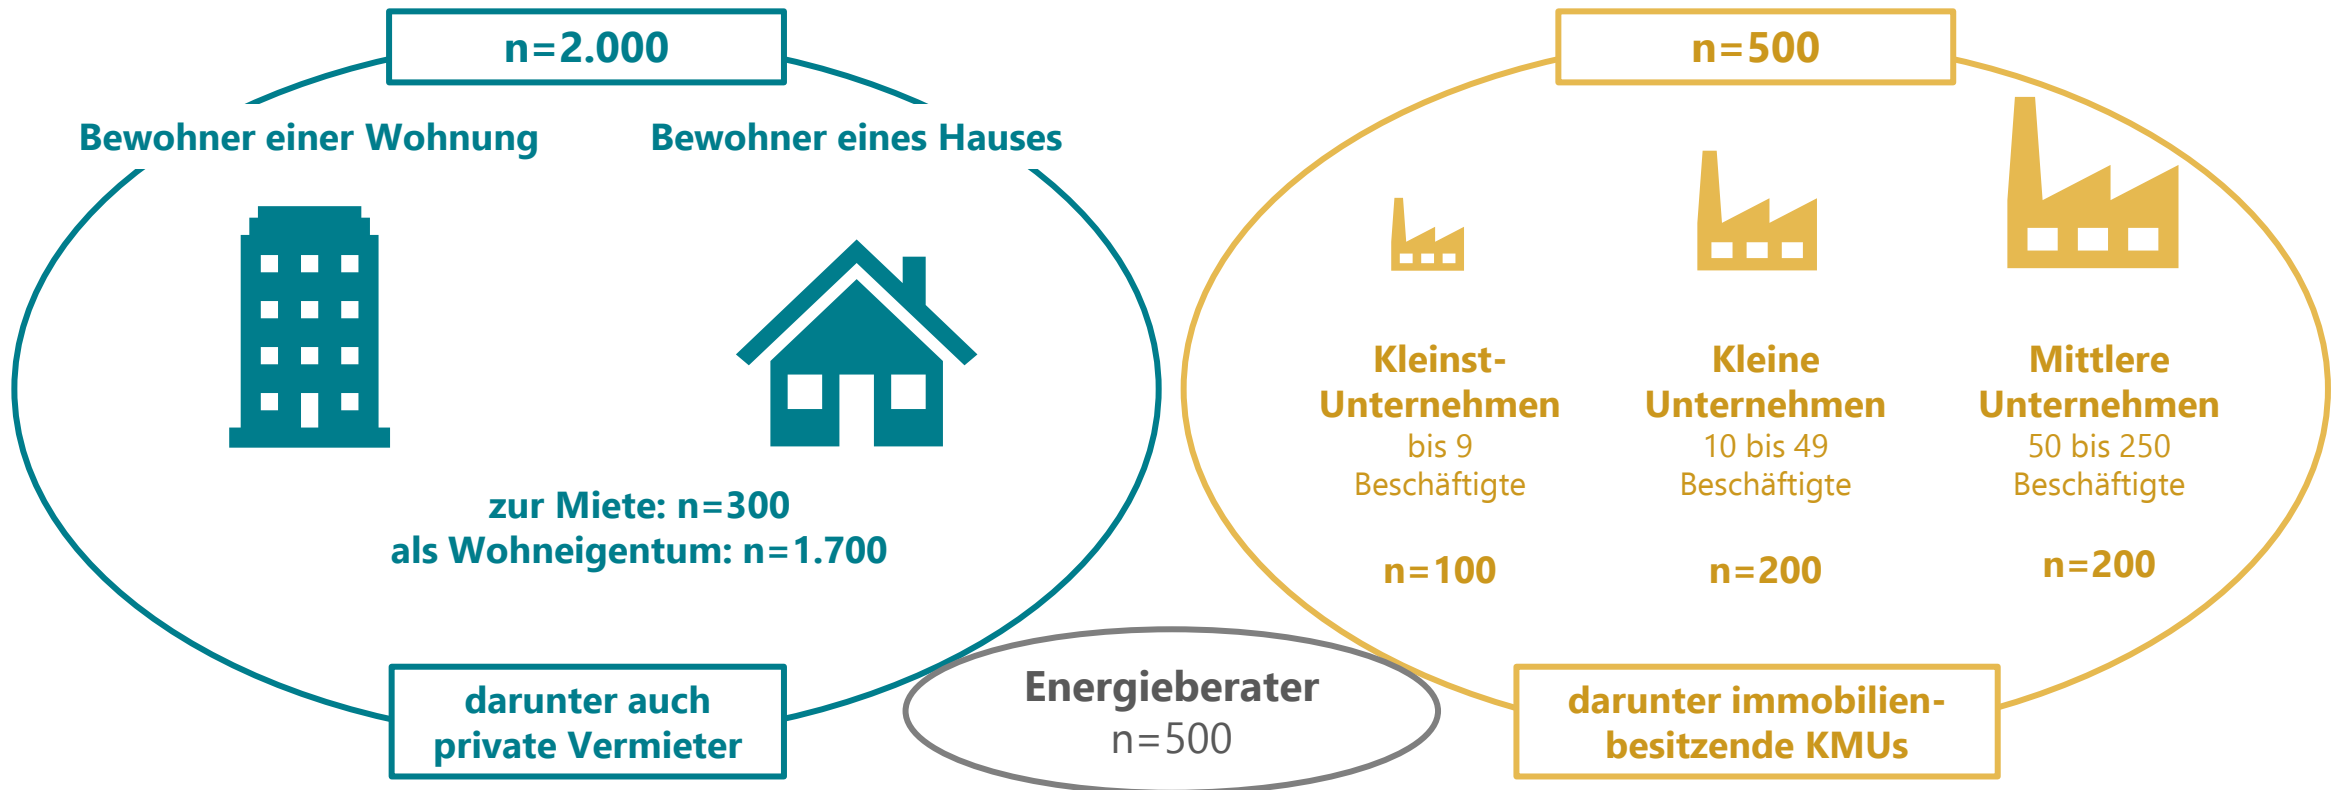 n=2.000
Bewohner einer Wohnung
Bewohner eines Hauses
zur Miete: n=300
als Wohneigentum: n=1.700
darunter auch
private Vermieter
Energieberater
n=500
n=500
Kleinst-
Unternehmen
bis 9
Beschäftigte
n=100
Kleine
Unternehmen
10 bis 49
Beschäftigte
n=200
Mittlere
Unternehmen
50 bis 250
Beschäftigte
n=200
darunter immobilien-
besitzende KMUs